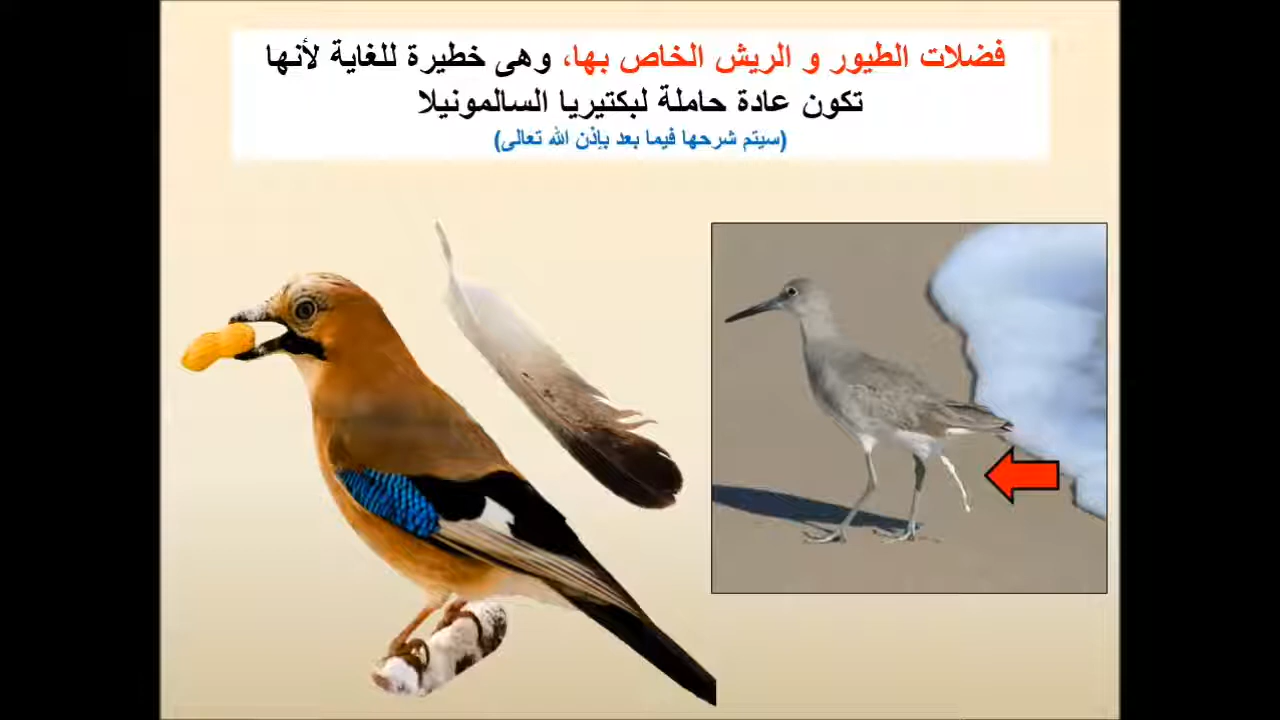 فضلات الطيور و الريش الخاص بها، وهى خطيرة للغاية لأنها
تكون عادة حاملة لبكتيريا السالمونيلا
(سيتم شرحها فيما بعد بإذن الله تعالى)